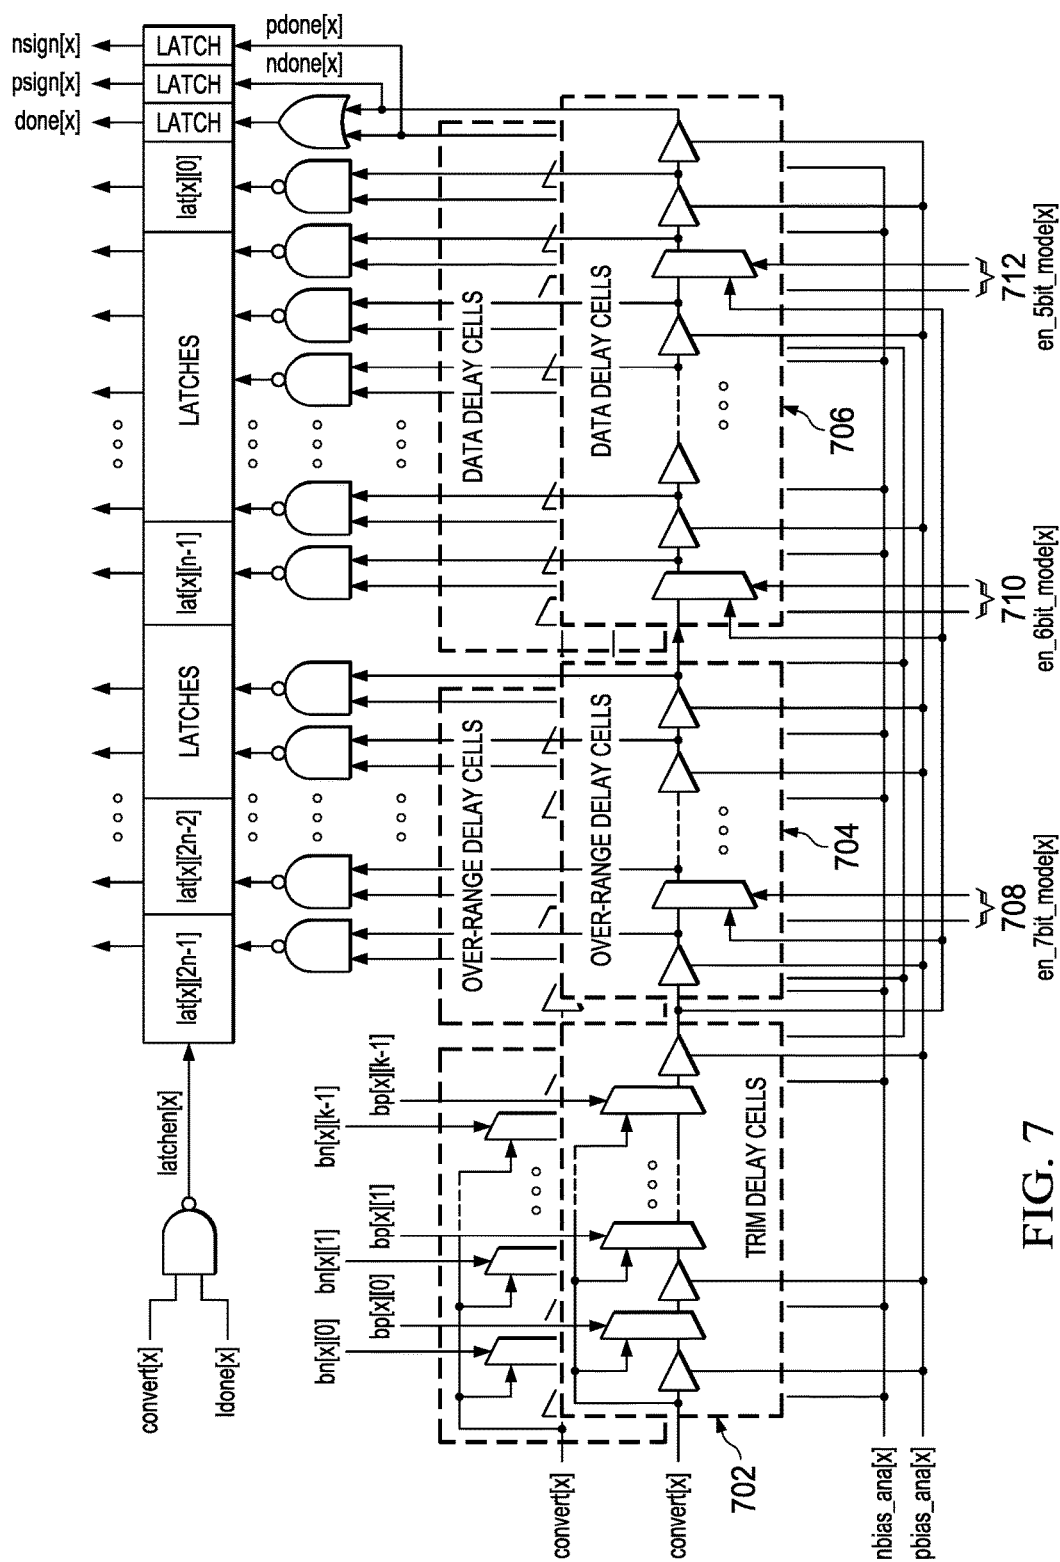 nsign[x]
psign[x]
done[x]
LATCH
LATCH
LATCH
pdone[x]
ndone[x]
lat[x][0]
LATCHES
lat[x][n-1]
LATCHES
lat[x][2n-2]
lat[x][2n-1]
latchen[x]
convert[x]
ldone[x]
DATA DELAY CELLS
DATA DELAY CELLS
706
en_5bit_mode[x]
712
en_6bit_mode[x]
710
OVER-RANGE DELAY CELLS
OVER-RANGE DELAY CELLS
704
en_7bit_mode[x]
708
bn[x][k-1]
bp[x][k-1]
bn[x][1]
bp[x][1]
bn[x][0]
bp[x][0]
TRIM DELAY CELLS
702
convert[x]
convert[x]
nbias_ana[x]
pbias_ana[x]
FIG. 7